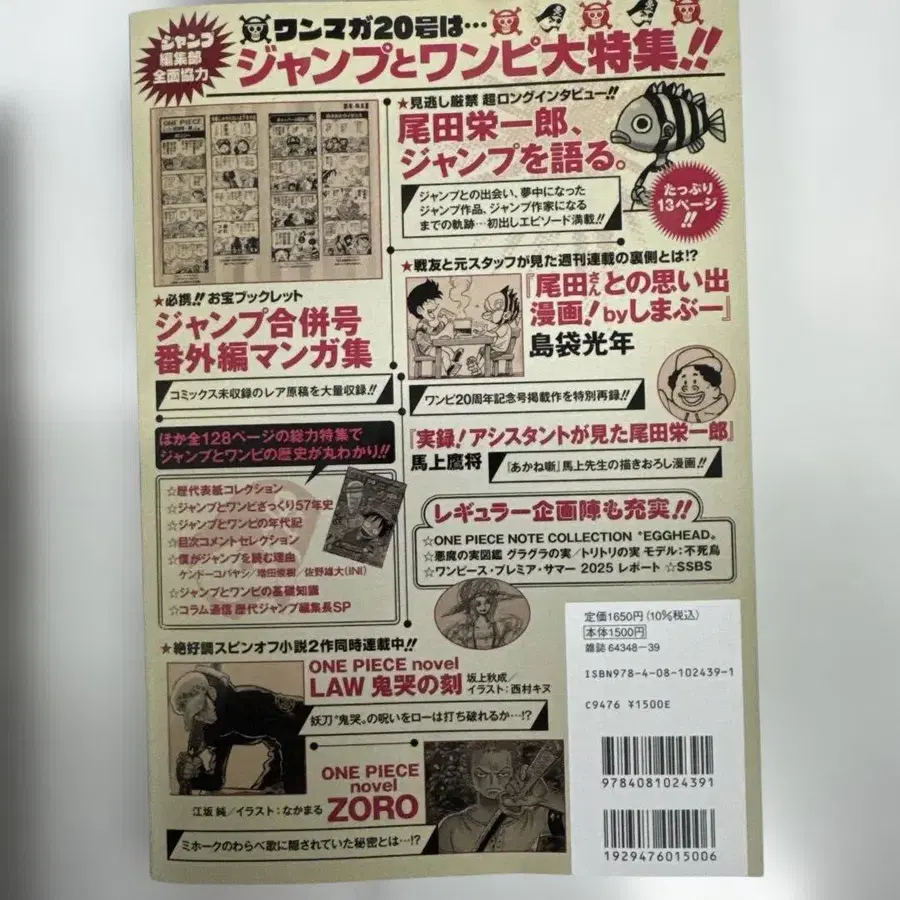 ジャンプ
編集部
全面協力
ワンマガ20号は…
ジャンプとワンピ大特集!!
ONE PIECE
★見逃し厳禁 超ロングインタビュー!!
尾田栄一郎、
ジャンプを語る。
ジャンプとの出会い、夢中になった
ジャンプ作品、ジャンプ作家になる
までの軌跡…初出しエピソード満載!!
たっぷり
13ページ
!!
★戦友と元スタッフが見た週刊連載の裏側とは!?
『尾田さんとの思い出
漫画!byしまぶー』
島袋光年
ワンピ20周年記念号掲載作を特別再録!!
『実録!アシスタントが見た尾田栄一郎』
馬上鷹将
『あかね噺』馬上先生の描きおろし漫画!!
★必携!! お宝ブックレット
ジャンプ合併号
番外編マンガ集
コミックス未収録のレア原稿を大量収録!!
ほか全128ページの総力特集で
ジャンプとワンピの歴史が丸わかり!!
☆歴代表紙コレクション
☆ジャンプとワンピざっくり57年史
☆ジャンプとワンピの年代記
☆目次コメントセレクション
☆僕がジャンプを読む理由
ケンドーコバヤシ/増田俊樹/佐野雄大(INI)
☆ジャンプとワンピの基礎知識
☆コラム通信 歴代ジャンプ編集長SP
レギュラー企画陣も充実!!
☆ONE PIECE NOTE COLLECTION "EGGHEAD"
☆悪魔の実図鑑 グラグラの実/トリトリの実 モデル:不死鳥
☆ワンピース・プレミア・サマー 2025 レポート ☆SSBS
★絶好調スピンオフ小説2作同時連載中!!
ONE PIECE novel
LAW 鬼哭の刻
坂上秋成/
イラスト:西村キヌ
妖刀"鬼哭"の呪いをローは打ち破れるか…!?
ONE PIECE
novel
ZORO
江坂 純/イラスト:なかまる
ミホークのわらべ歌に隠されていた秘密とは…!?
定価1650円(10%税込)
本体1500円
雑誌 64348-39
ISBN978-4-08-102439-1
C9476 ¥1500E
9784081024391
1929476015006